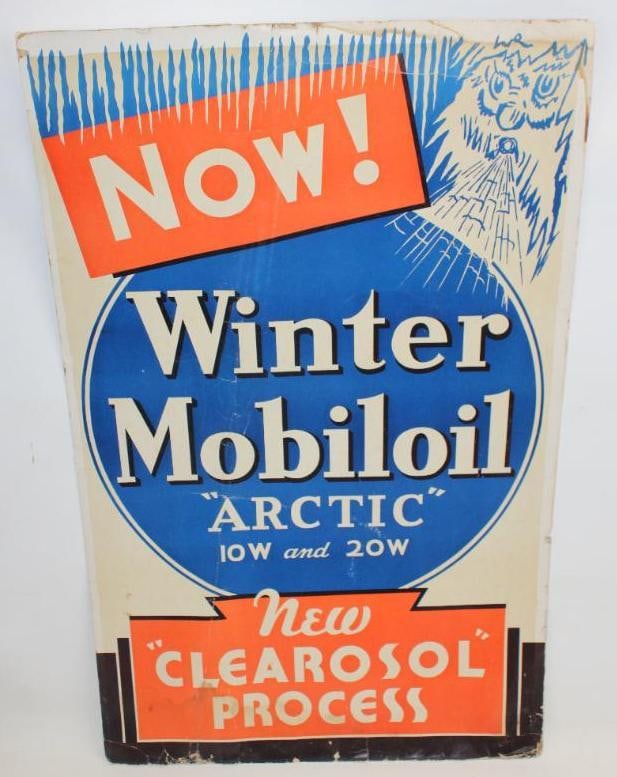 NOW!
Winter
Mobiloil
"ARCTIC"
10W and 20W
New
"CLEAROSOL"
PROCESS